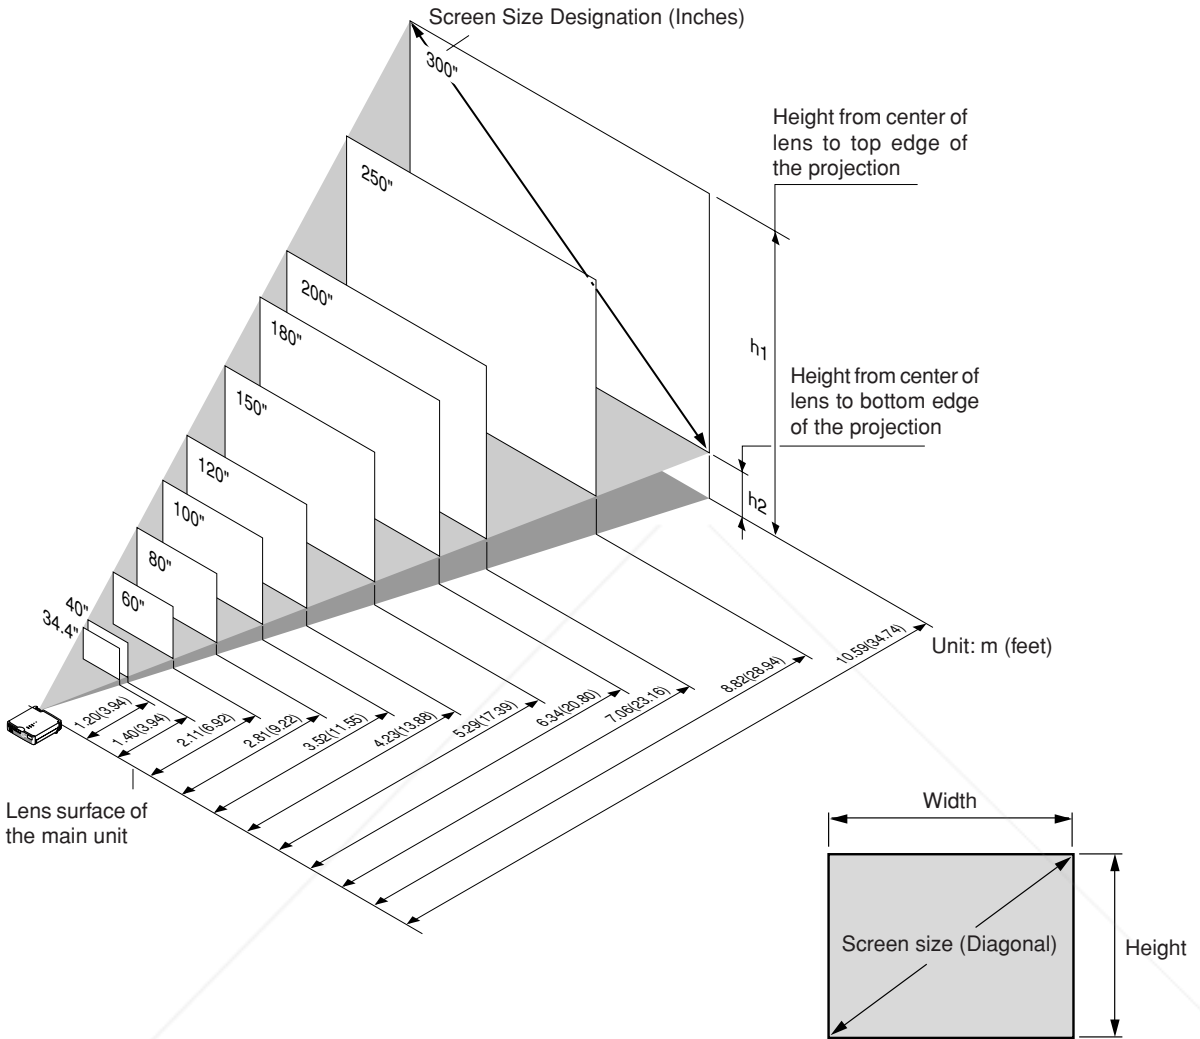 Screen Size Designation (Inches)
300"
Height from center of
lens to top edge of
the projection
250"
200"
180"
h1
Height from center of
lens to bottom edge
of the projection
150"
120"
h2
100"
80"
60"
40"
34.4"
10.59(34.74)
Unit: m (feet)
8.82(28.94)
7.06(23.16)
6.34(20.80)
5.29(17.39)
4.23(13.88)
3.52(11.55)
2.81(9.22)
2.11(6.92)
1.40(3.94)
1.20(3.94)
Lens surface of
the main unit
Width
Screen size (Diagonal)
Height